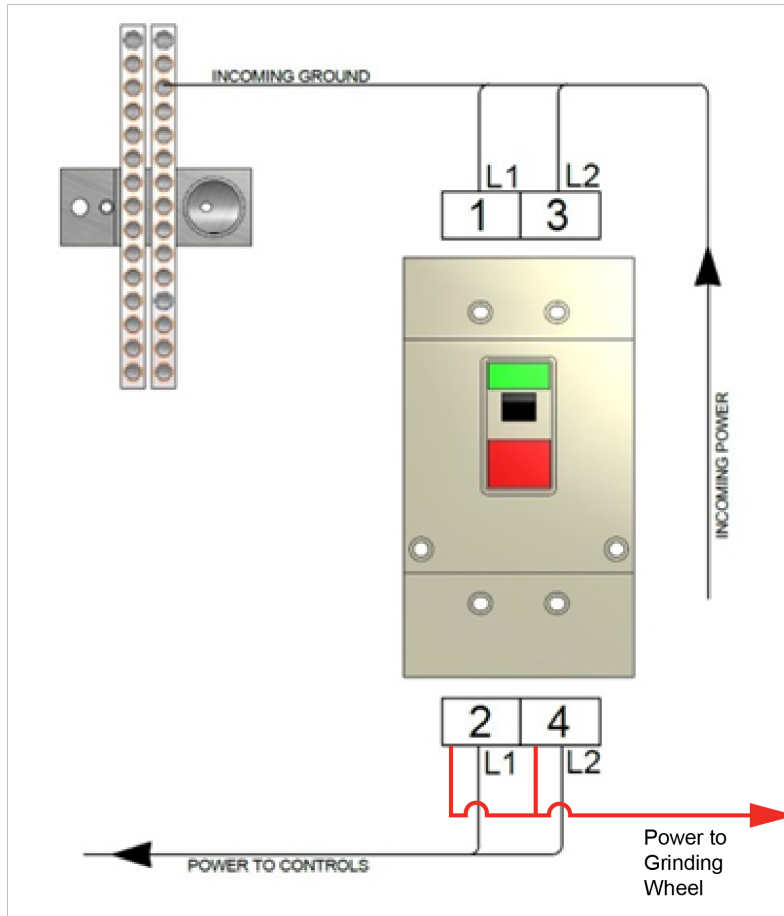 INCOMING GROUND
L1 L2
1 3
INCOMING POWER
2 4
L1 L2
Power to
Grinding
Wheel
POWER TO CONTROLS